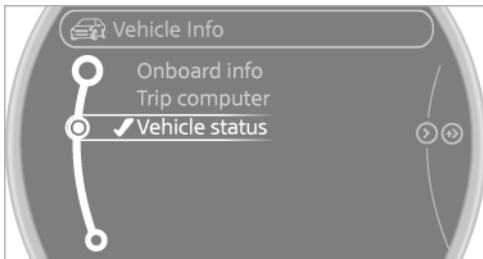 Vehicle Info
Onboard info
Trip computer
Vehicle status